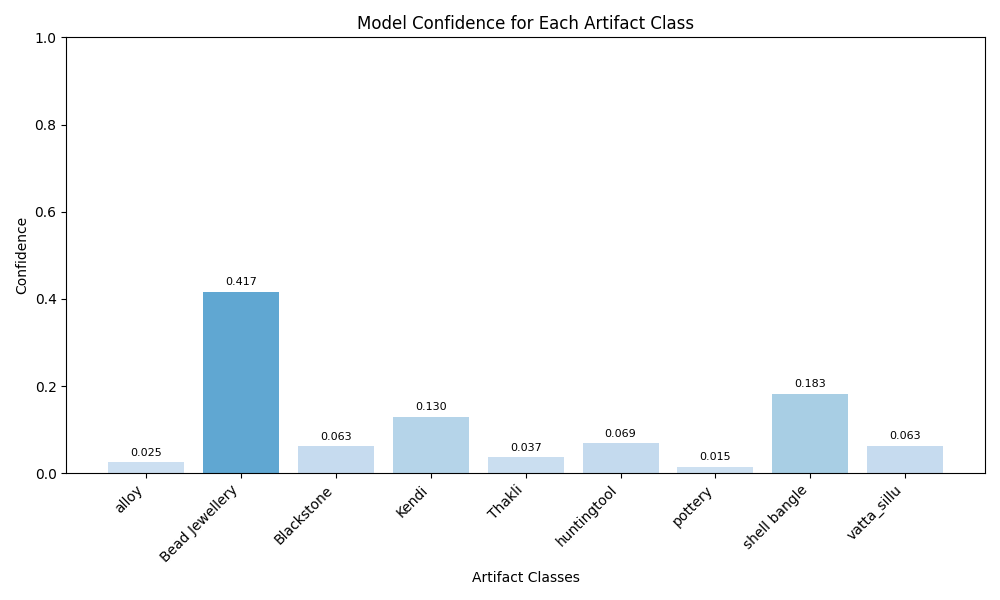 Model Confidence for Each Artifact Class
1.0
0.8
0.6
0.4
0.2
0.0
Confidence
0.025
0.417
0.063
0.130
0.037
0.069
0.015
0.183
0.063
alloy
Bead Jewellery
Blackstone
Kendi
Thakli
huntingtool
pottery
shell bangle
vatta_sillu
Artifact Classes